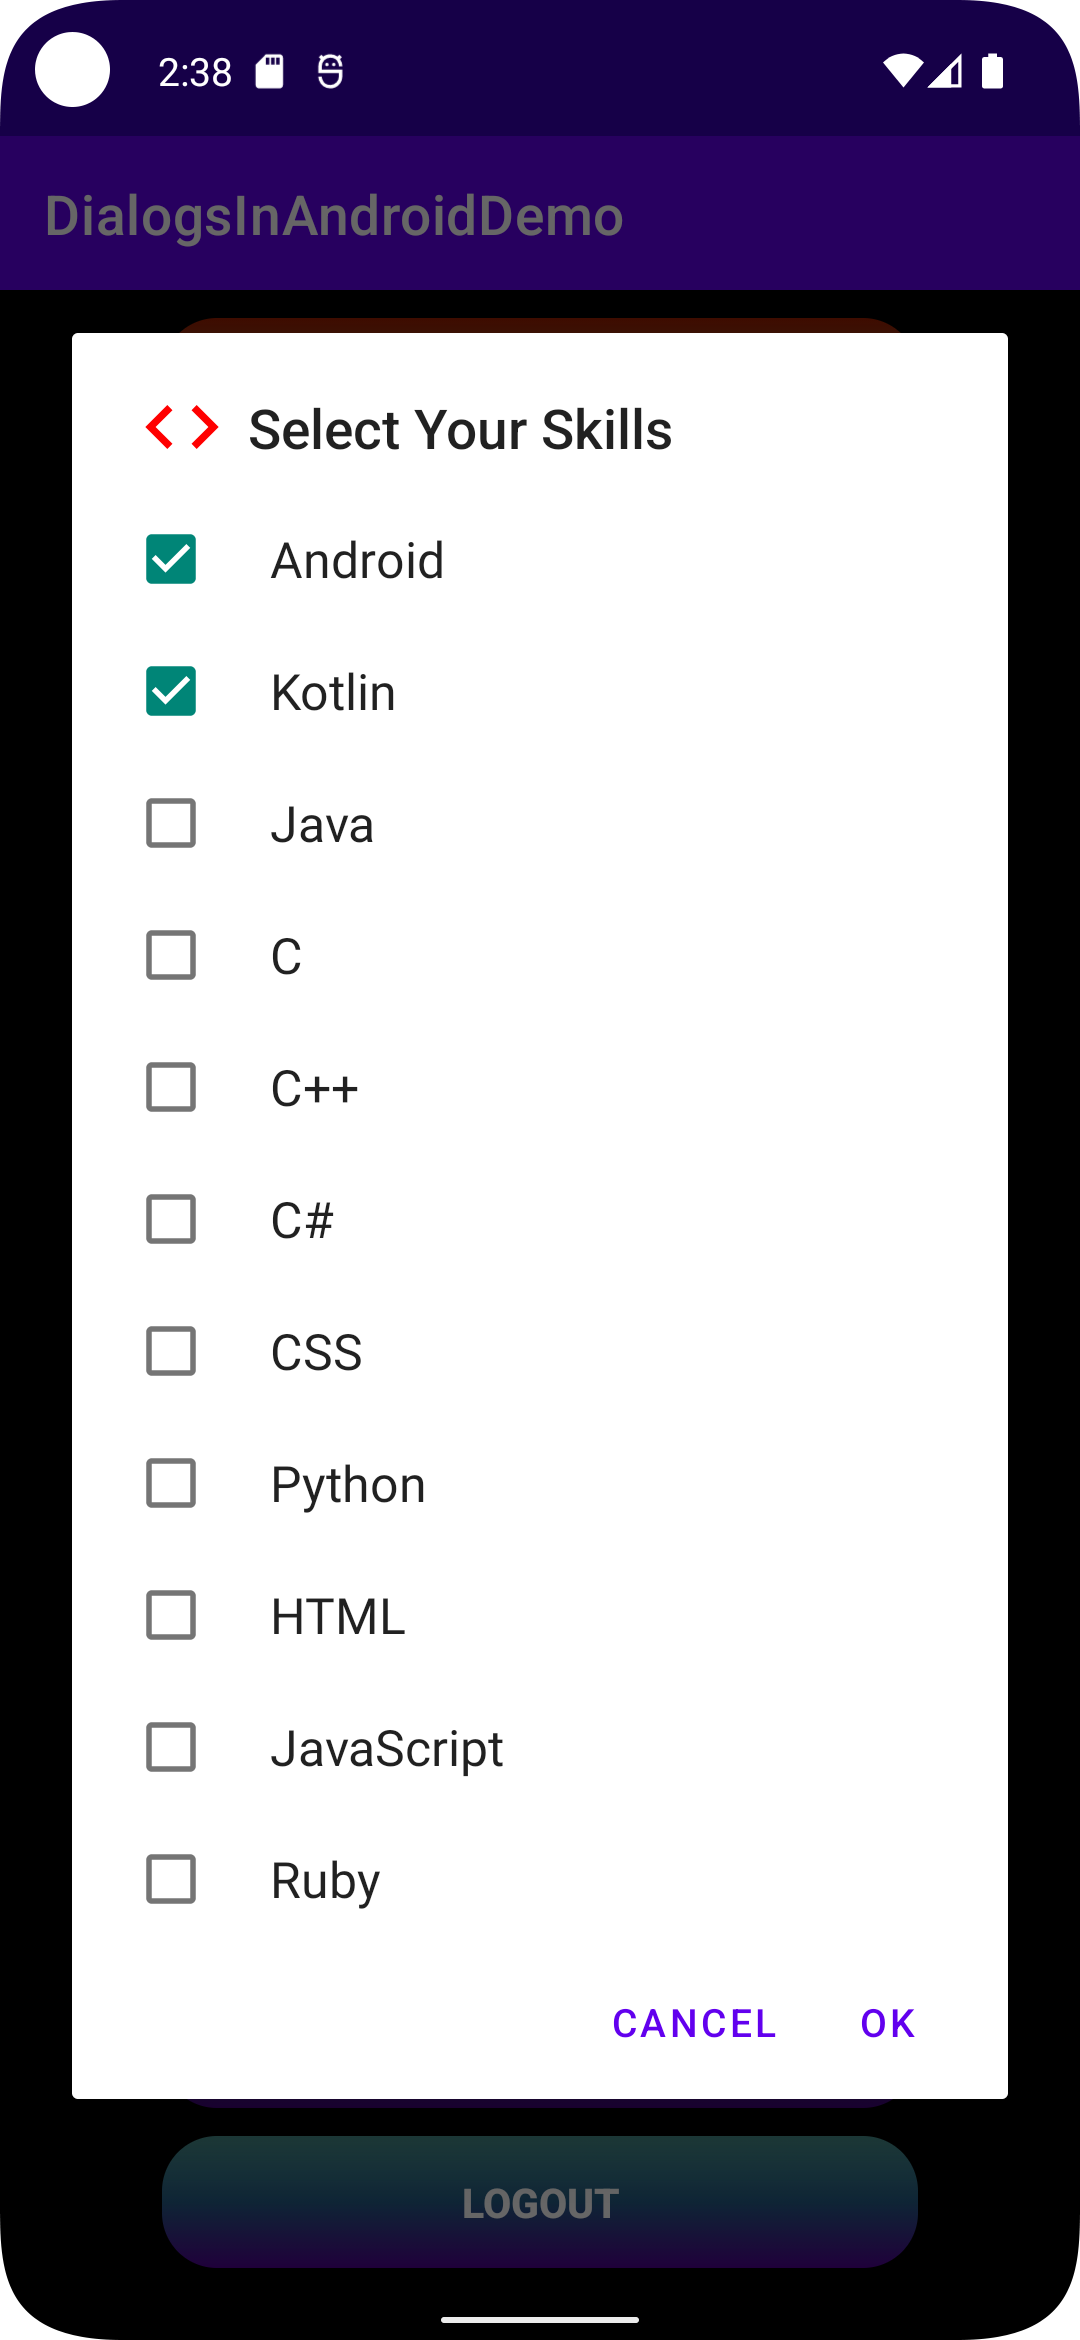 2:38
DialogsInAndroidDemo
Select Your Skills
Android
Kotlin
Java
C
C++
C#
CSS
Python
HTML
JavaScript
Ruby
CANCEL OK
LOGOUT